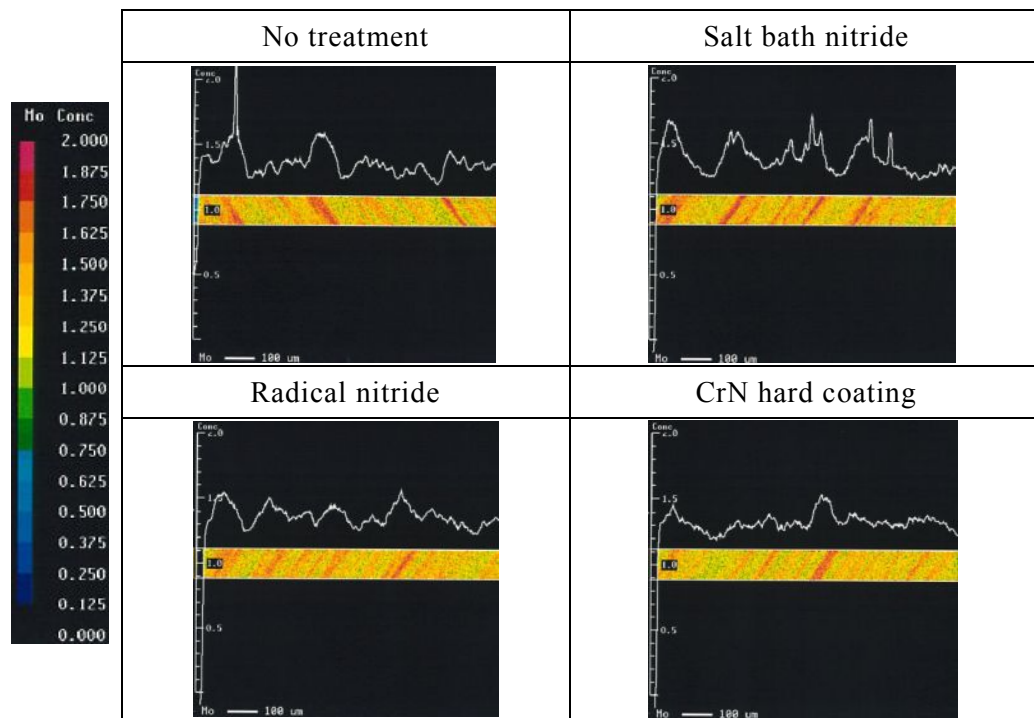 No treatment
Salt bath nitride
Mo Conc
2.000
1.875
1.750
1.625
1.500
1.375
1.250
1.125
1.000
0.875
0.750
0.625
0.500
0.375
0.250
0.125
0.000
Conc
2.0
1.5
1.0
0.5
Mo 100 um
Conc
2.0
1.5
1.0
0.5
Mo 100 um
Radical nitride
CrN hard coating
Conc
2.0
1.5
1.0
0.5
Mo 100 um
Conc
2.0
1.5
1.0
0.5
Mo 100 um